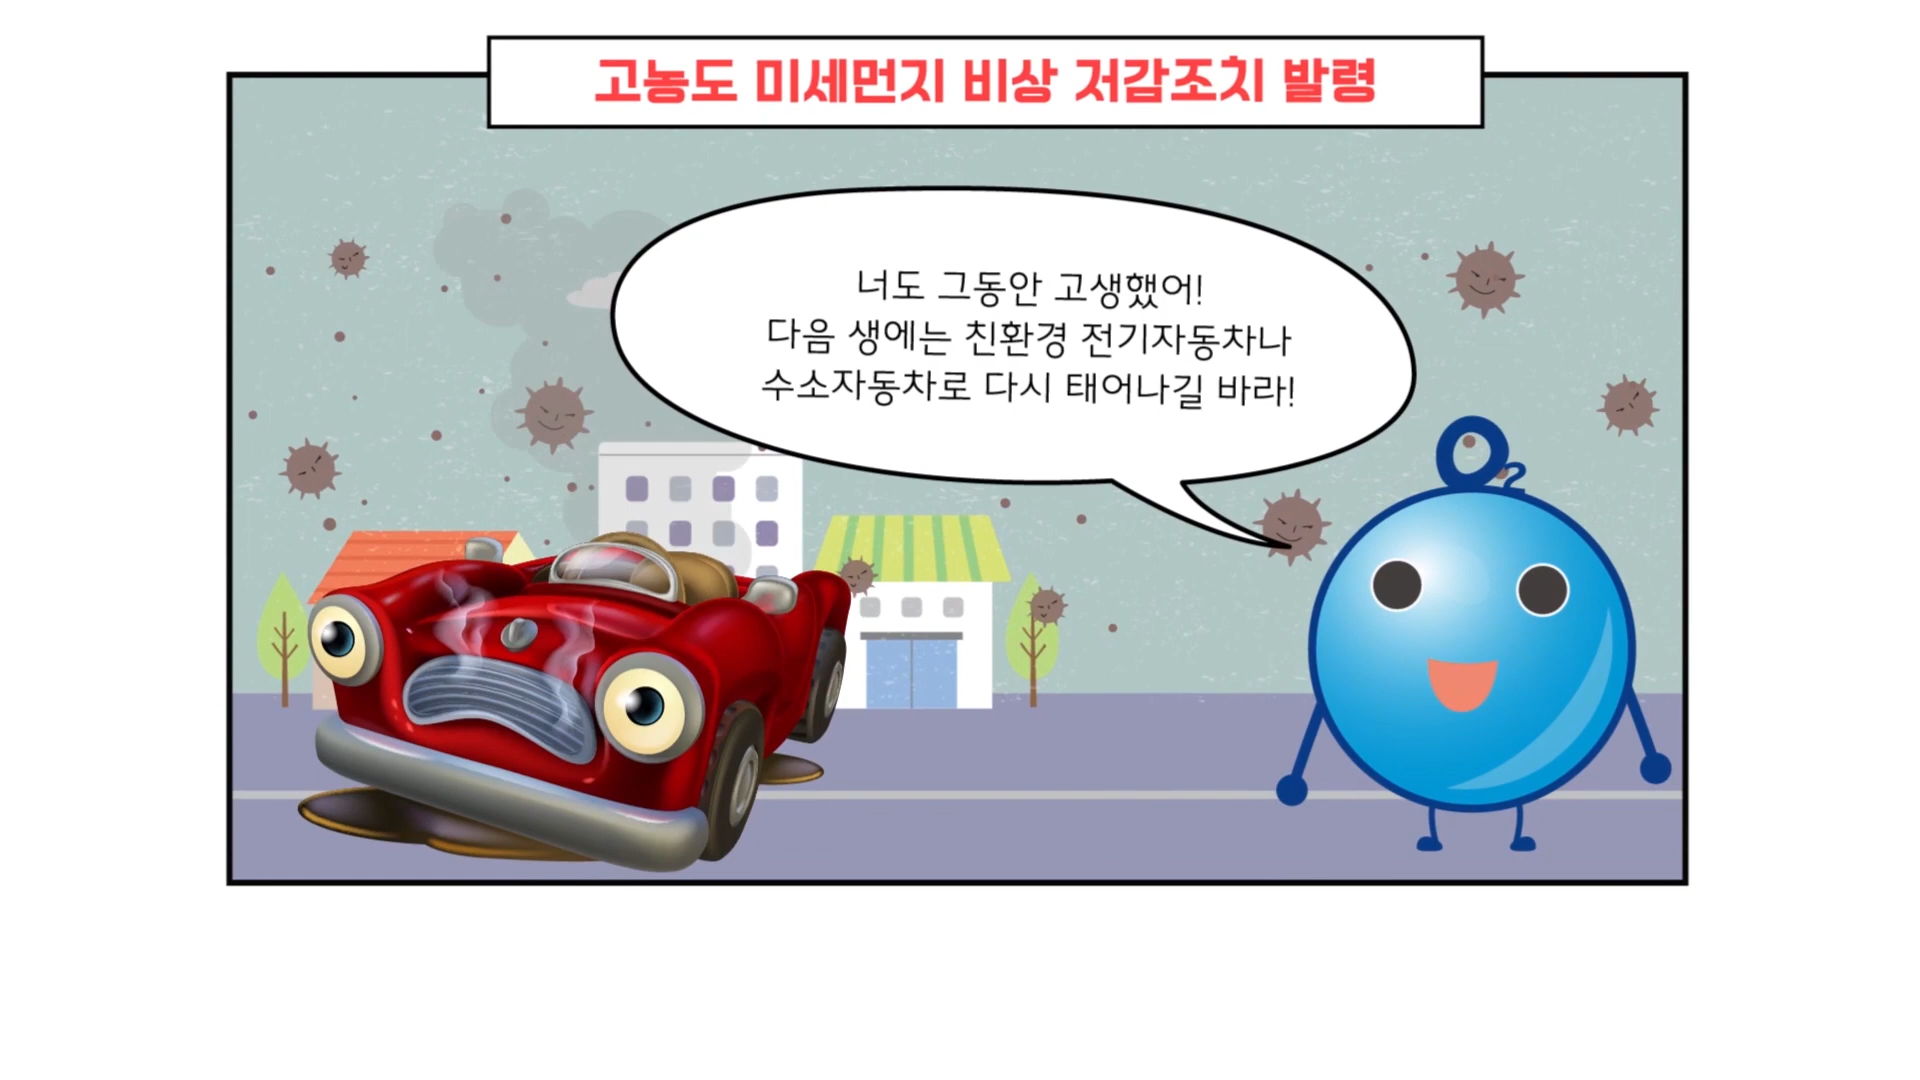 고농도 미세먼지 비상 저감조치 발령
너도 그동안 고생했어!
다음 생에는 친환경 전기자동차나
수소자동차로 다시 태어나길 바라!
2